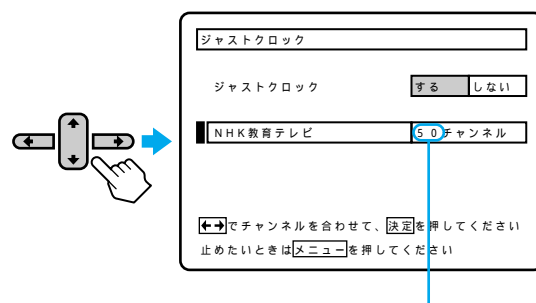 ジャストクロック
ジャストクロック する しない
NHK教育テレビ 50チャンネル
←→でチャンネルを合わせて、決定を押してください
止めたいときはメニューを押してください